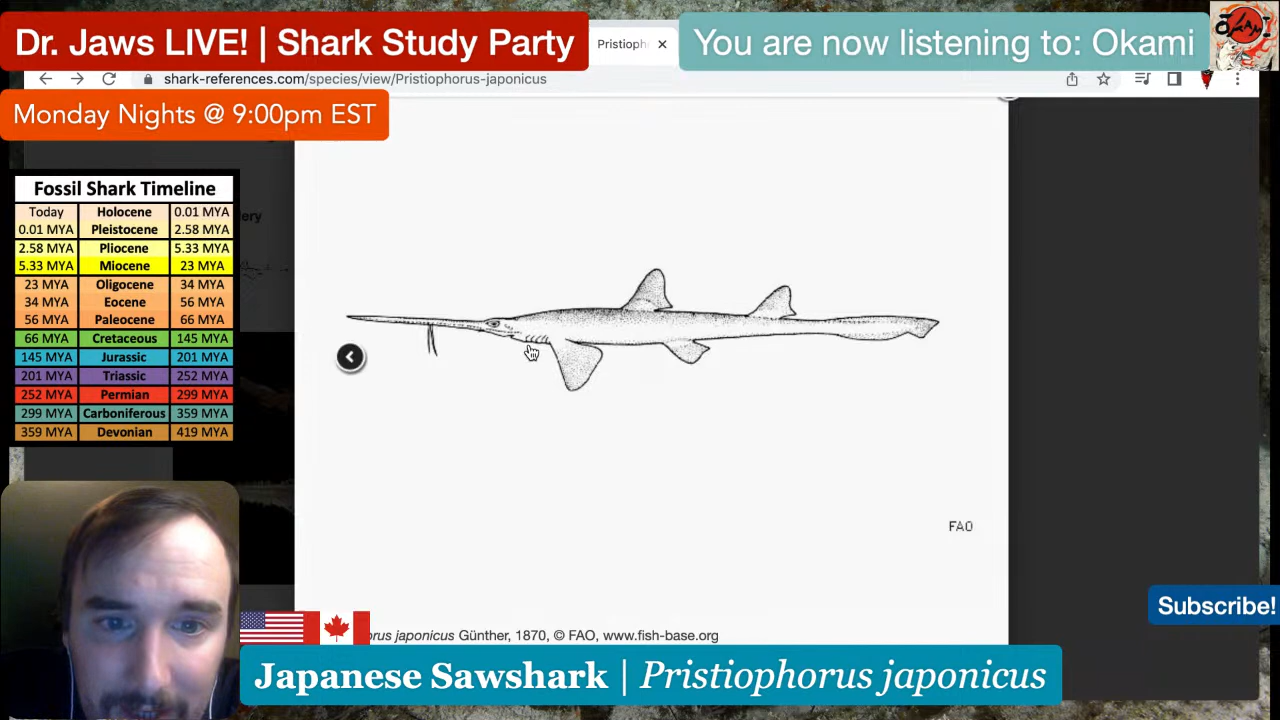 Dr. Jaws LIVE! | Shark Study Party
Pristioph
You are now listening to: Okami
shark-references.com/species/view/Pristiophorus-japonicus
Monday Nights @ 9:00pm EST
Fossil Shark Timeline
Today Holocene 0.01 MYA
0.01 MYA Pleistocene 2.58 MYA
2.58 MYA Pliocene 5.33 MYA
5.33 MYA Miocene 23 MYA
23 MYA Oligocene 34 MYA
34 MYA Eocene 56 MYA
56 MYA Paleocene 66 MYA
66 MYA Cretaceous 145 MYA
145 MYA Jurassic 201 MYA
201 MYA Triassic 252 MYA
252 MYA Permian 299 MYA
299 MYA Carboniferous 359 MYA
359 MYA Devonian 419 MYA
ery
FAO
Subscribe!
orus japonicus Günther, 1870, © FAO, www.fish-base.org
Japanese Sawshark | Pristiophorus japonicus